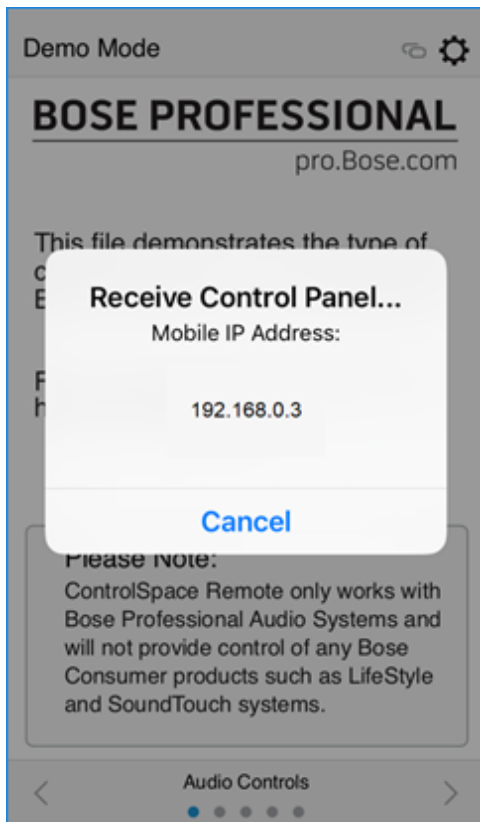 Demo Mode
BOSE PROFESSIONAL
pro.Bose.com
This file demonstrates the type of
Receive Control Panel...
Mobile IP Address:
192.168.0.3
Cancel
Please Note:
ControlSpace Remote only works with
Bose Professional Audio Systems and
will not provide control of any Bose
Consumer products such as LifeStyle
and SoundTouch systems.
Audio Controls